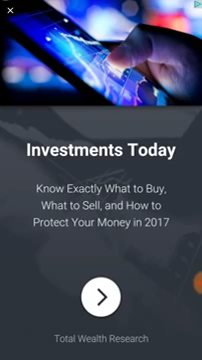 Investments Today
Know Exactly What to Buy,
What to Sell, and How to
Protect Your Money in 2017
Total Wealth Research